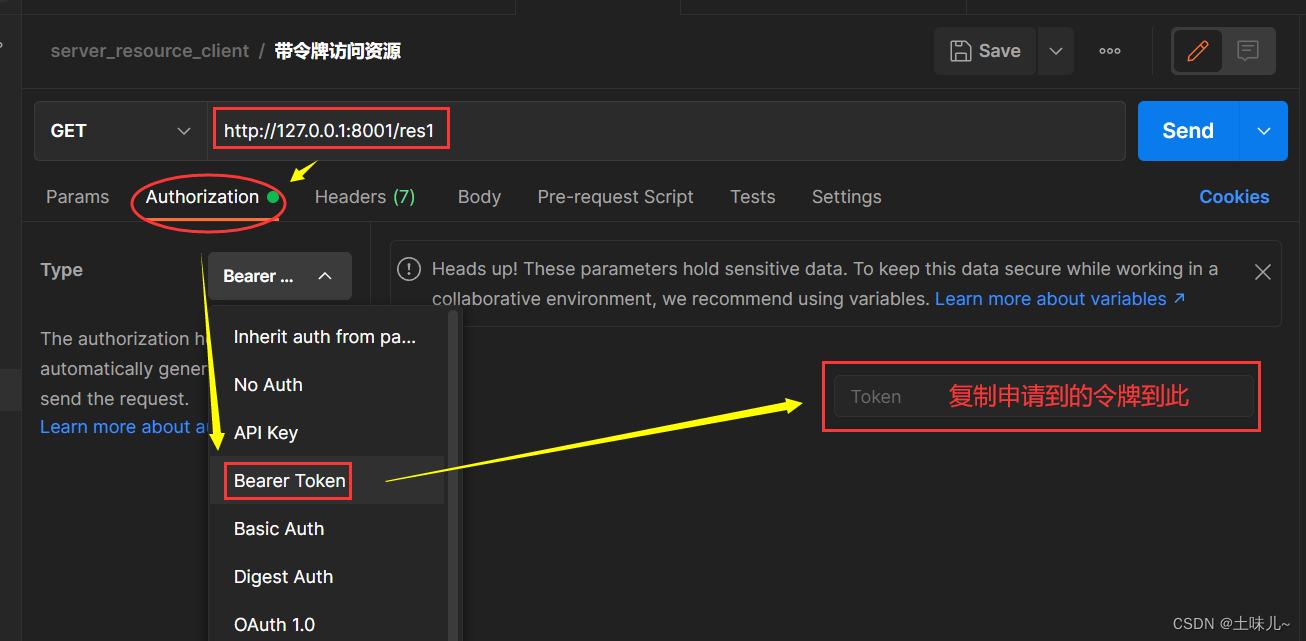 server_resource_client / 带令牌访问资源
Save
GET
http://127.0.0.1:8001/res1
Send
Params Authorization Headers (7) Body Pre-request Script Tests Settings Cookies
Type
Bearer ...
Heads up! These parameters hold sensitive data. To keep this data secure while working in a
collaborative environment, we recommend using variables. Learn more about variables
The authorization h
automatically gener
send the request.
Learn more about au
Inherit auth from pa...
No Auth
API Key
Bearer Token
Basic Auth
Digest Auth
OAuth 1.0
Token 复制申请到的令牌到此
CSDN @土味儿~